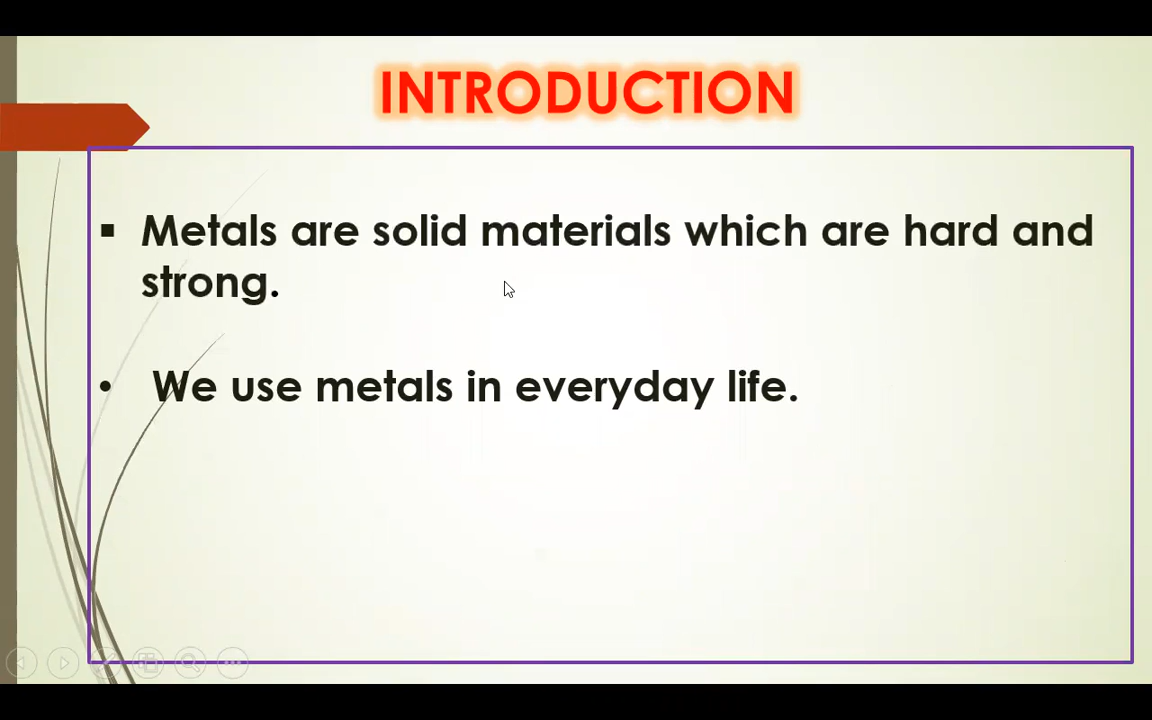 INTRODUCTION
▪ Metals are solid materials which are hard and
strong.
• We use metals in everyday life.